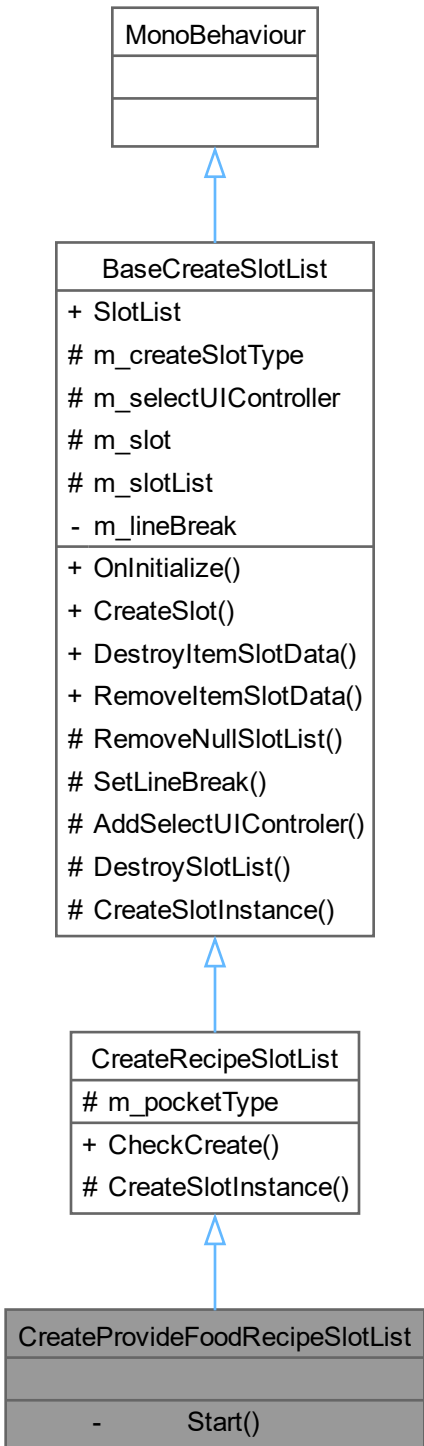 MonoBehaviour
BaseCreateSlotList
+ SlotList
# m_createSlotType
# m_selectUIController
# m_slot
# m_slotList
- m_lineBreak
+ OnInitialize()
+ CreateSlot()
+ DestroyItemSlotData()
+ RemoveItemSlotData()
# RemoveNullSlotList()
# SetLineBreak()
# AddSelectUIControler()
# DestroySlotList()
# CreateSlotInstance()
CreateRecipeSlotList
# m_pocketType
+ CheckCreate()
# CreateSlotInstance()
CreateProvideFoodRecipeSlotList
- Start()